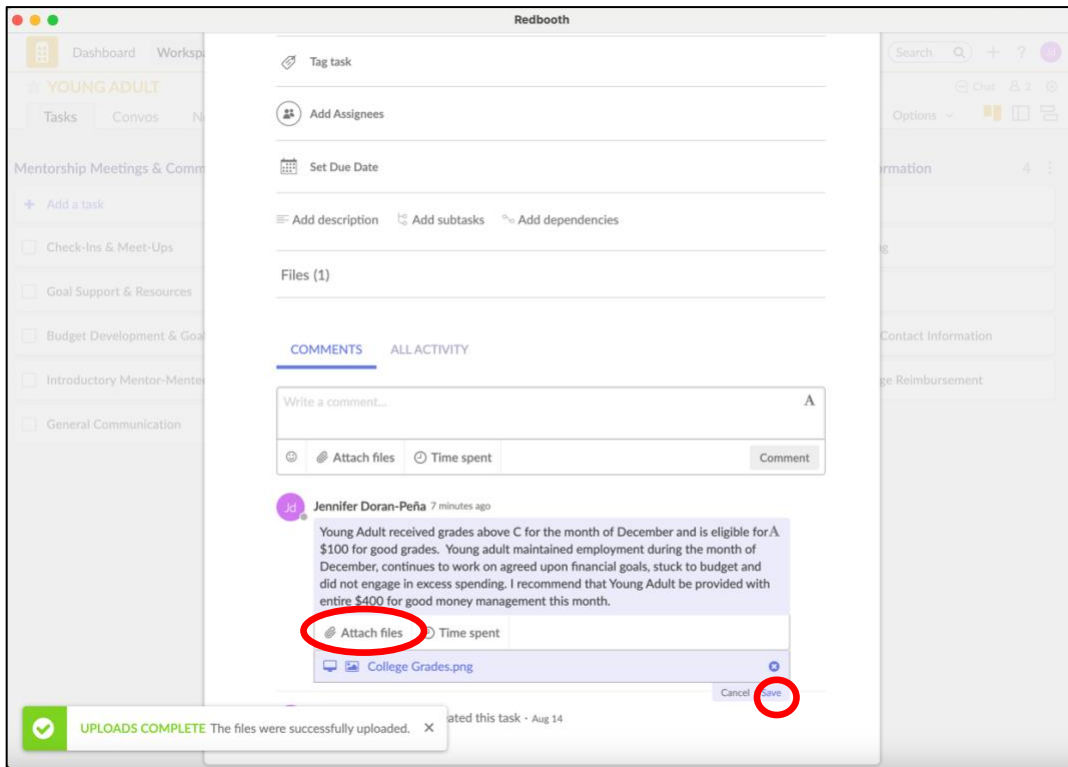 Redbooth
Dashboard Worksp
Search
?
Jd
YOUNG ADULT
Chat 2
Tasks Convos N
Options
Mentorship Meetings & Comm
rmation 4
+ Add a task
Check-Ins & Meet-Ups
Goal Support & Resources
Budget Development & Goal
Contact Information
Introductory Mentor-Mentee
ge Reimbursement
General Communication
Tag task
Add Assignees
Set Due Date
Add description Add subtasks Add dependencies
Files (1)
COMMENTS ALL ACTIVITY
Write a comment... A
Attach files Time spent Comment
Jd Jennifer Doran-Peña 7 minutes ago
Young Adult received grades above C for the month of December and is eligible for A
$100 for good grades. Young adult maintained employment during the month of
December, continues to work on agreed upon financial goals, stuck to budget and
did not engage in excess spending. I recommend that Young Adult be provided with
entire $400 for good money management this month.
Attach files Time spent
College Grades.png
Cancel Save
ated this task · Aug 14
UPLOADS COMPLETE The files were successfully uploaded.